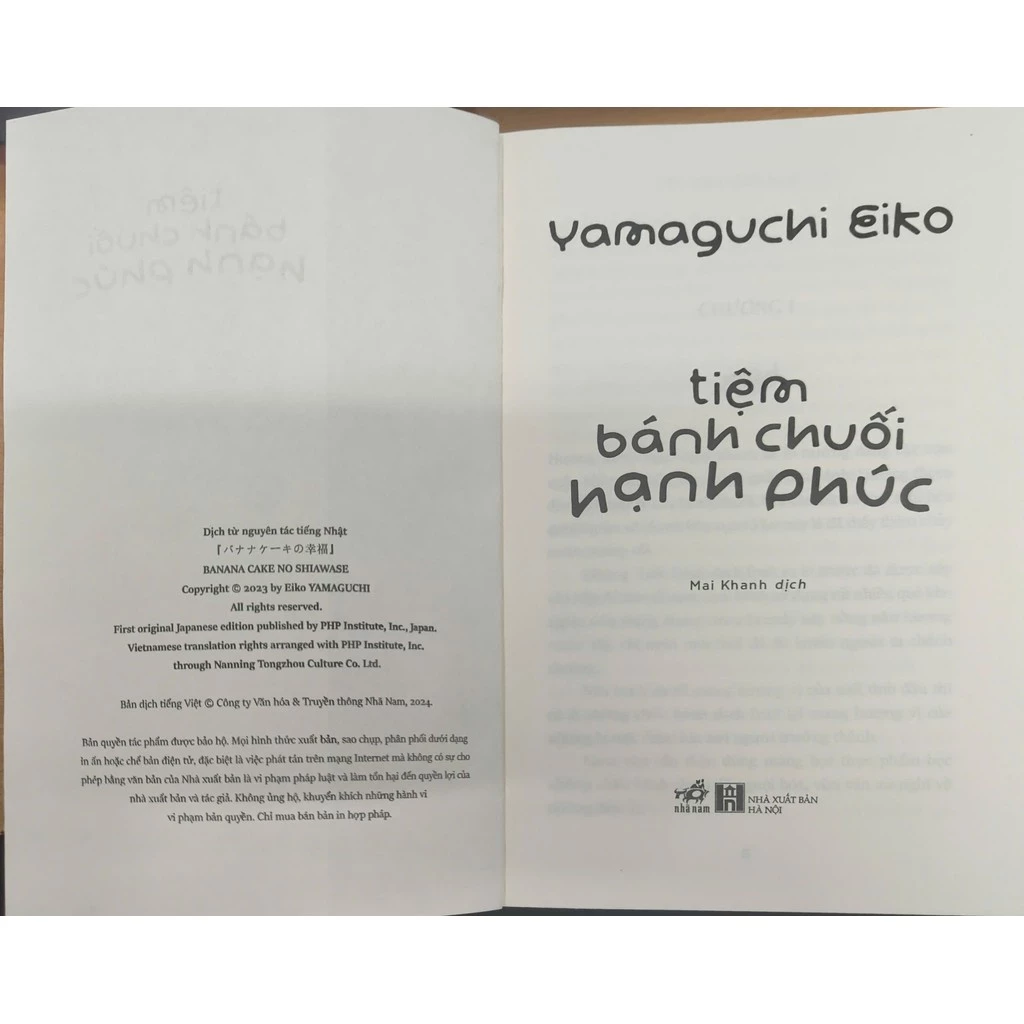 Dịch từ nguyên tác tiếng Nhật
『バナナケーキの幸福』
BANANA CAKE NO SHIAWASE
Copyright © 2023 by Eiko YAMAGUCHI
All rights reserved.
First original Japanese edition published by PHP Institute, Inc., Japan.
Vietnamese translation rights arranged with PHP Institute, Inc.
through Nanning Tongzhou Culture Co. Ltd.
Bản dịch tiếng Việt © Công ty Văn hóa & Truyền thông Nhã Nam, 2024.
Bản quyền tác phẩm được bảo hộ. Mọi hình thức xuất bản, sao chụp, phân phối dưới dạng
in ấn hoặc chế bản điện tử, đặc biệt là việc phát tán trên mạng Internet mà không có sự cho
phép bằng văn bản của Nhà xuất bản là vi phạm pháp luật và làm tổn hại đến quyền lợi của
nhà xuất bản và tác giả. Không ủng hộ, khuyến khích những hành vi
vi phạm bản quyền. Chỉ mua bán bản in hợp pháp.
Yamaguchi Eiko
tiệm
bánh chuối
hạnh phúc
Mai Khanh dịch
nhã nam
NHÀ XUẤT BẢN
HÀ NỘI